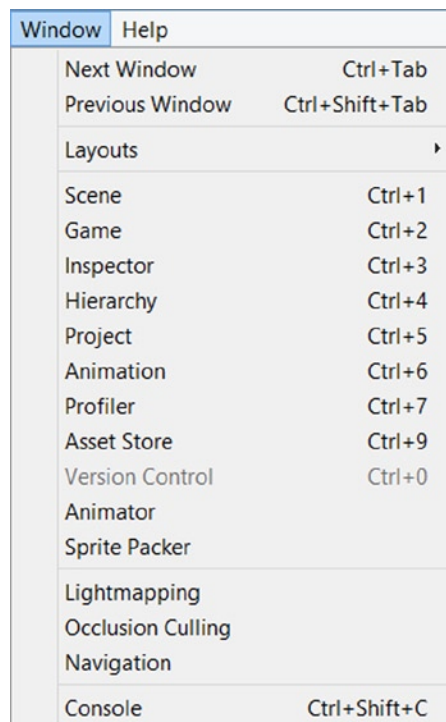 Window Help
Next Window Ctrl+Tab
Previous Window Ctrl+Shift+Tab
Layouts
Scene Ctrl+1
Game Ctrl+2
Inspector Ctrl+3
Hierarchy Ctrl+4
Project Ctrl+5
Animation Ctrl+6
Profiler Ctrl+7
Asset Store Ctrl+9
Version Control Ctrl+0
Animator
Sprite Packer
Lightmapping
Occlusion Culling
Navigation
Console Ctrl+Shift+C